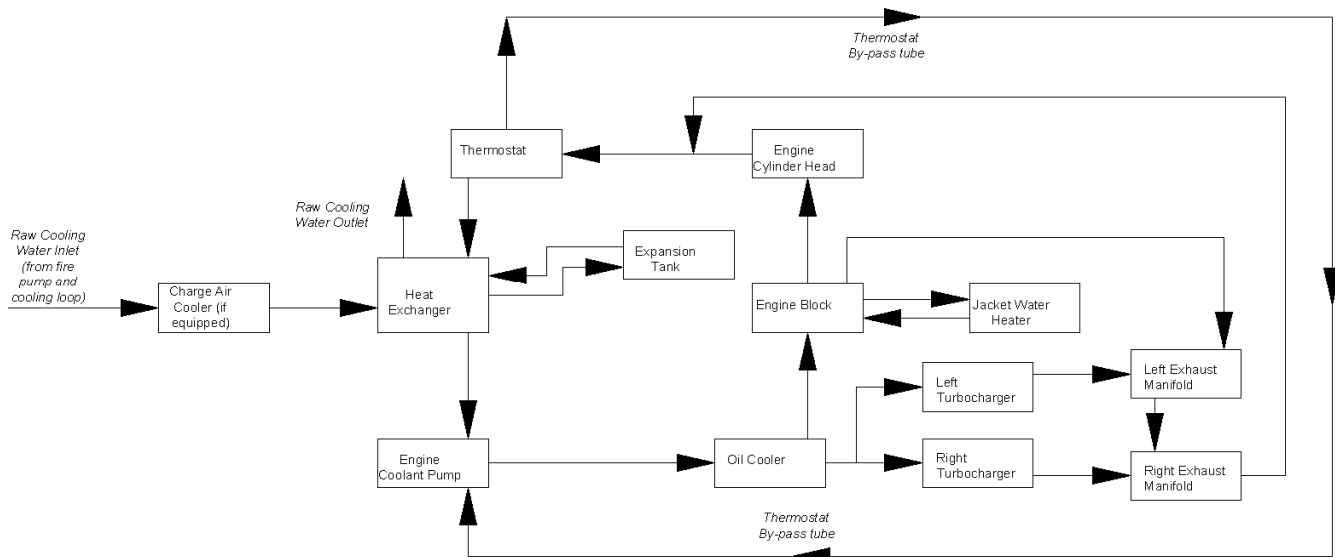 Thermostat
By-pass tube
Thermostat
Engine
Cylinder Head
Raw Cooling
Water Outlet
Raw Cooling
Water Inlet
(from fire
pump and
cooling loop)
Expansion
Tank
Charge Air
Cooler (if
equipped)
Heat
Exchanger
Engine Block
Jacket Water
Heater
Left
Turbocharger
Left Exhaust
Manifold
Engine
Coolant Pump
Oil Cooler
Right
Turbocharger
Right Exhaust
Manifold
Thermostat
By-pass tube